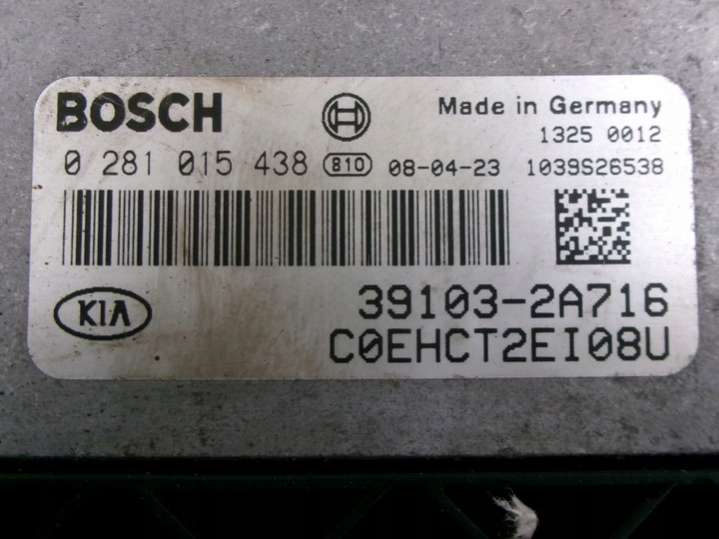 BOSCH
Made in Germany
1325 0012
0 281 015 438 810 08-04-23 1039S26538
KIA
39103-2A716
C0EHCT2EI08U